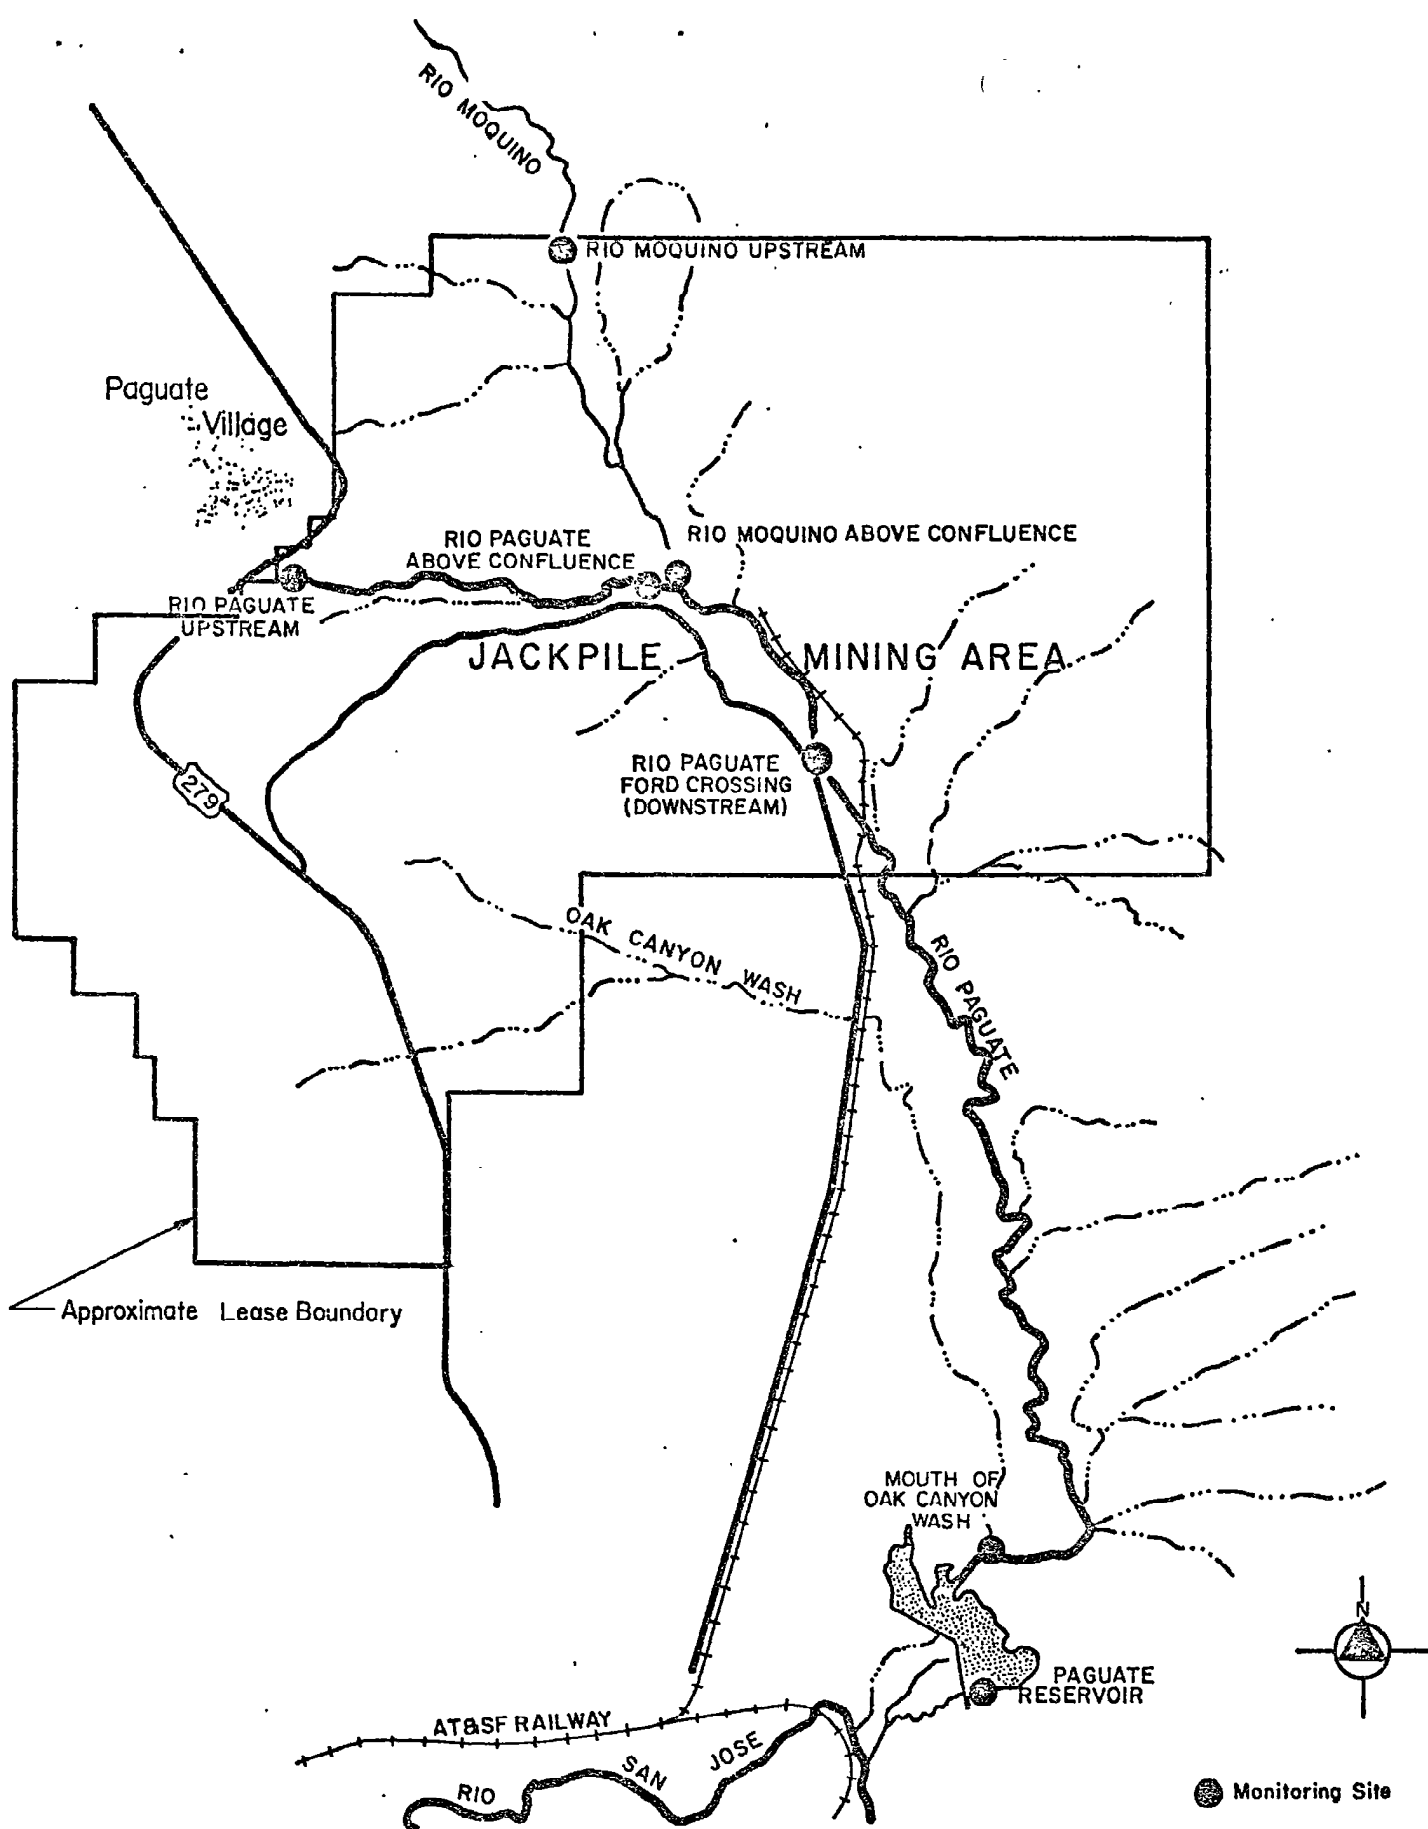 RIO MOQUINO
RIO MOQUINO UPSTREAM
Paguate
Village
RIO PAGUATE
ABOVE CONFLUENCE
RIO MOQUINO ABOVE CONFLUENCE
RIO PAGUATE
UPSTREAM
JACKPILE MINING AREA
RIO PAGUATE
FORD CROSSING
(DOWNSTREAM)
279
OAK CANYON WASH
RIO PAGUATE
Approximate Lease Boundary
MOUTH OF
OAK CANYON
WASH
N
PAGUATE
RESERVOIR
AT&SF RAILWAY
RIO SAN JOSE
Monitoring Site